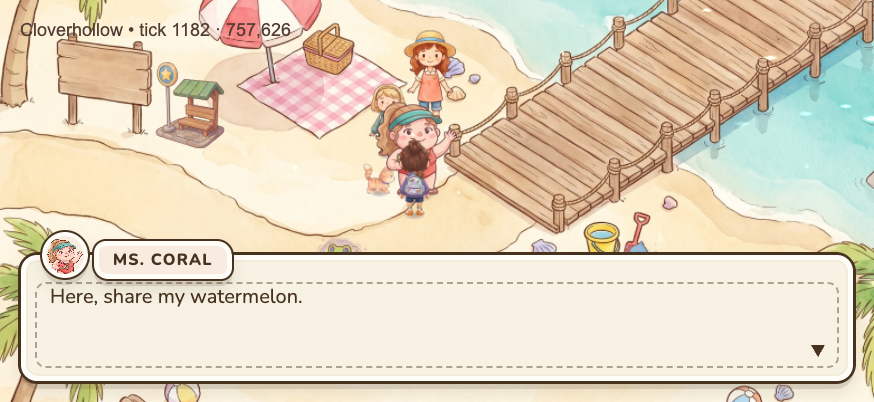 Cloverhollow • tick 1182 · 757,626
MS. CORAL
Here, share my watermelon.